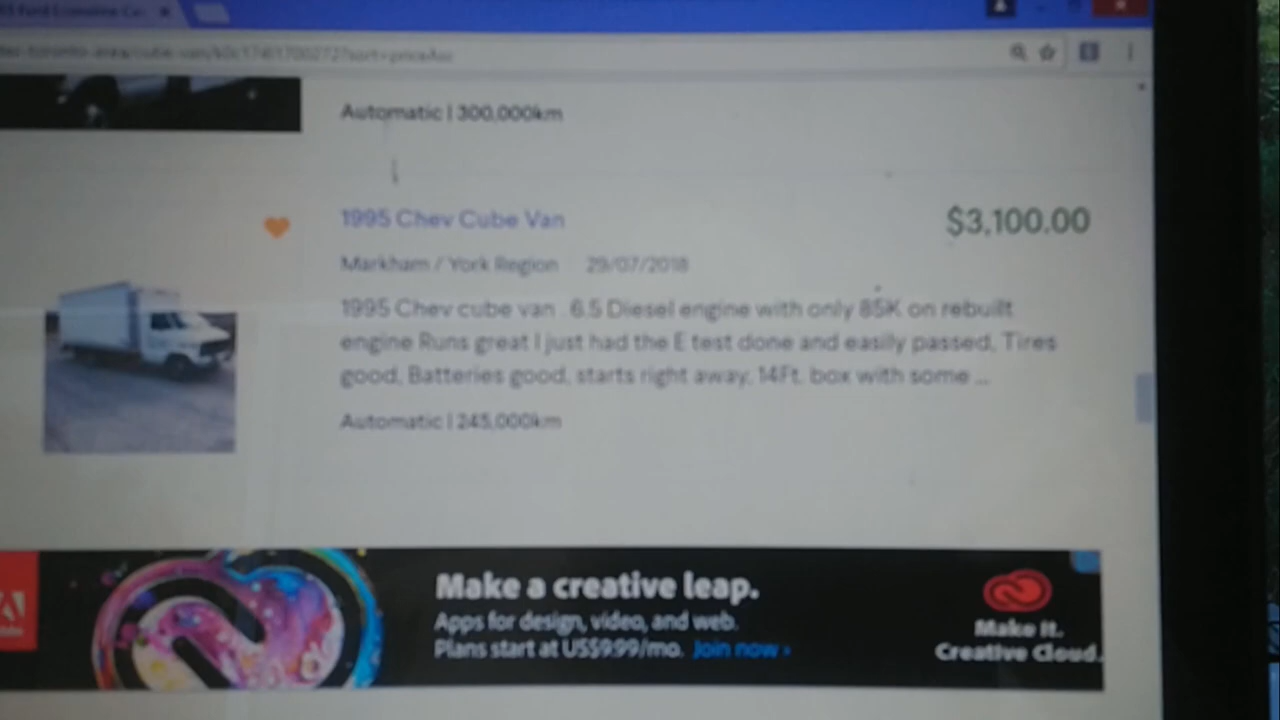 Automatic | 300,000km
1995 Chev Cube Van
$3,100.00
Markham / York Region 29/07/2018
1995 Chev cube van . 6.5 Diesel engine with only 85K on rebuilt
engine Runs great I just had the E test done and easily passed, Tires
good, Batteries good, starts right away, 14Ft. box with some ...
Automatic | 245,000km
Make a creative leap.
Apps for design, video, and web.
Plans start at US$9.99/mo. Join now ›
Make It.
Creative Cloud.